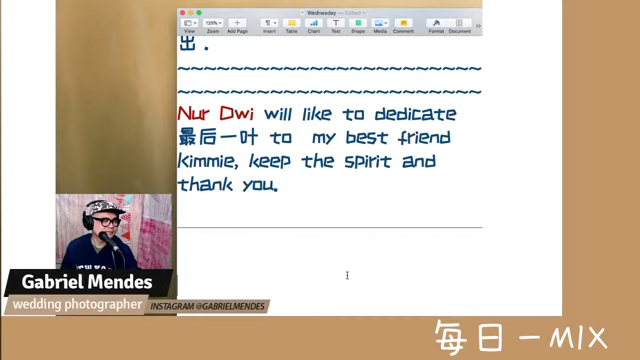 Wednesday — Edited
125%
View Zoom Add Page Insert Table Chart Text Shape Media Comment Format Document
出.
~~~~~~~~~~~~~~~~~~~~~~~
~~~~~~~~~~~~~~~~~~~~~~~
Nur Dwi will like to dedicate
最后一叶 to my best friend
Kimmie, keep the spirit and
thank you.
Gabriel Mendes
wedding photographer INSTAGRAM @GABRIELMENDES
每日一MIX